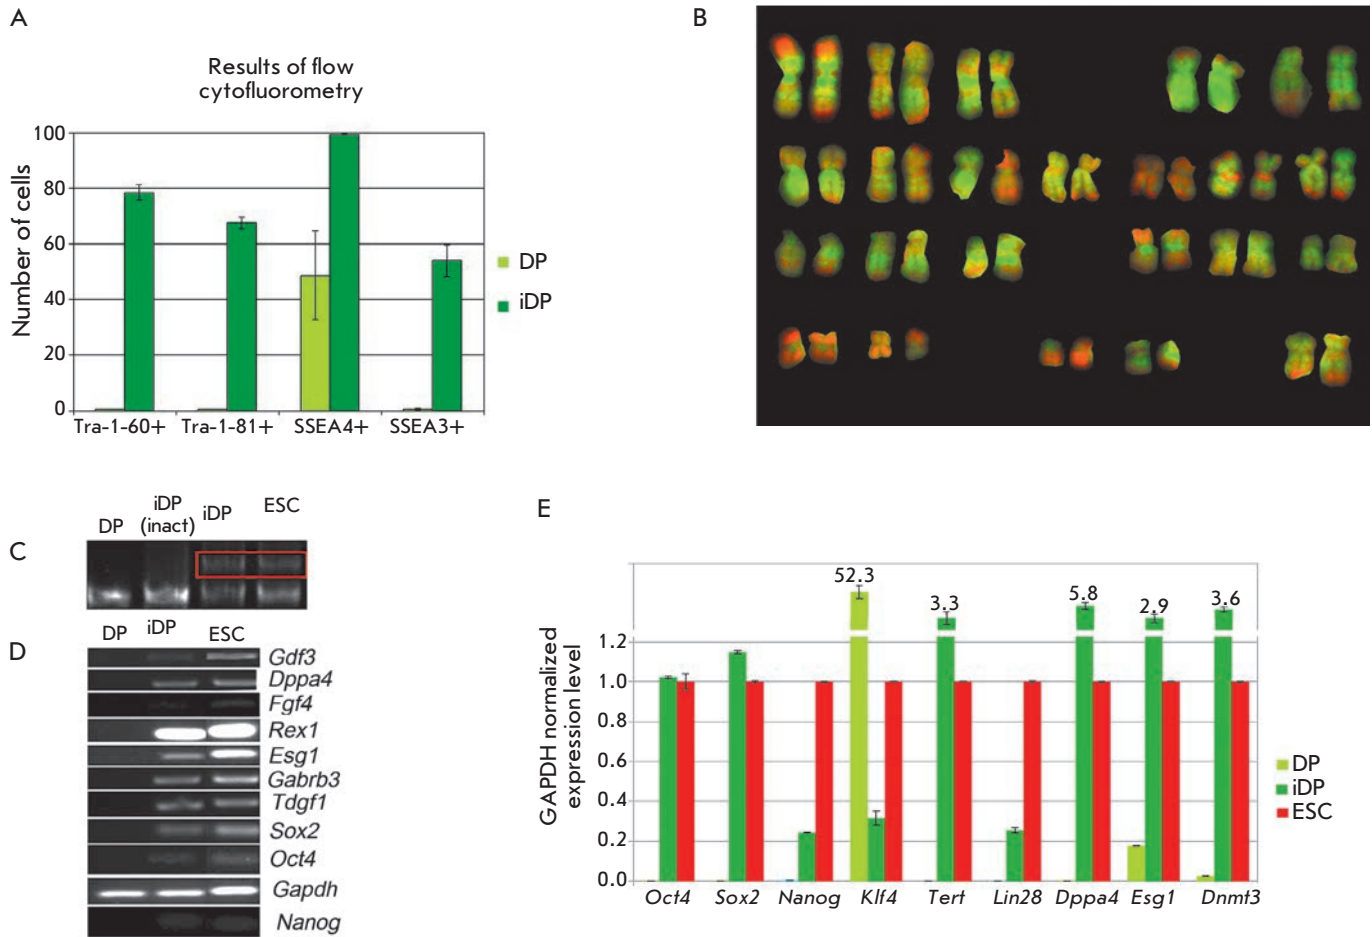 A
B
Results of flow
cytofluorometry
Number of cells
100
80
60
40
20
0
Tra-1-60+ Tra-1-81+ SSEA4+ SSEA3+
DP
iDP
C
DP iDP (inact) iDP ESC
D
DP iDP ESC
Gdf3
Dppa4
Fgf4
Rex1
Esg1
Gabrb3
Tdgf1
Sox2
Oct4
Gapdh
Nanog
E
GAPDH normalized
expression level
52.3 3.3 5.8 2.9 3.6
1.2
1.0
0.8
0.6
0.4
0.2
0.0
Oct4 Sox2 Nanog Klf4 Tert Lin28 Dppa4 Esg1 Dnmt3
DP
iDP
ESC